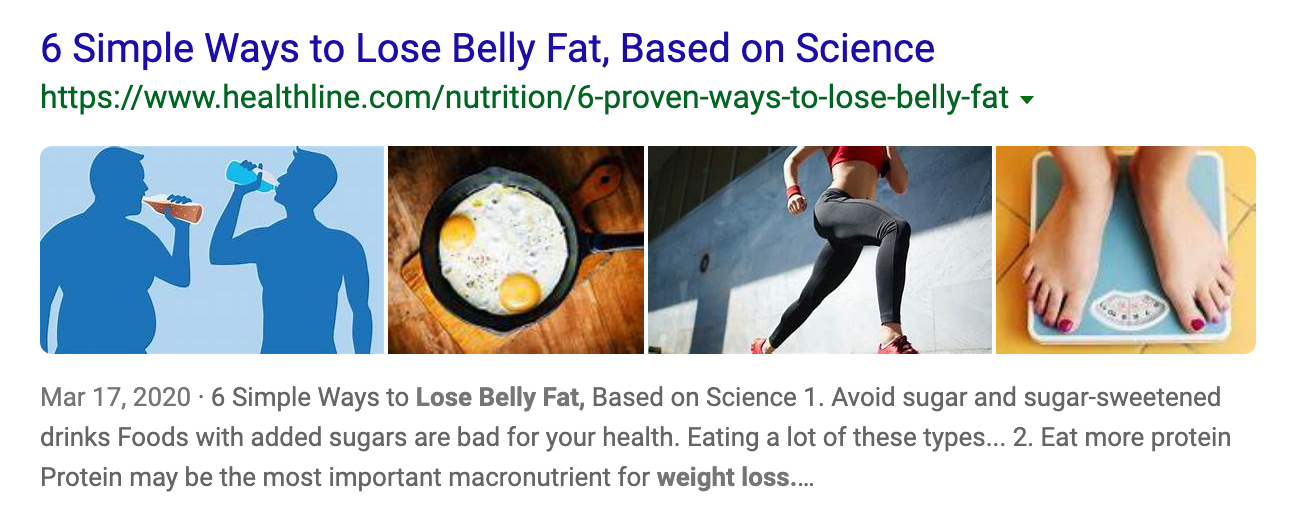 6 Simple Ways to Lose Belly Fat, Based on Science
https://www.healthline.com/nutrition/6-proven-ways-to-lose-belly-fat
Mar 17, 2020 · 6 Simple Ways to Lose Belly Fat, Based on Science 1. Avoid sugar and sugar-sweetened
drinks Foods with added sugars are bad for your health. Eating a lot of these types... 2. Eat more protein
Protein may be the most important macronutrient for weight loss.…